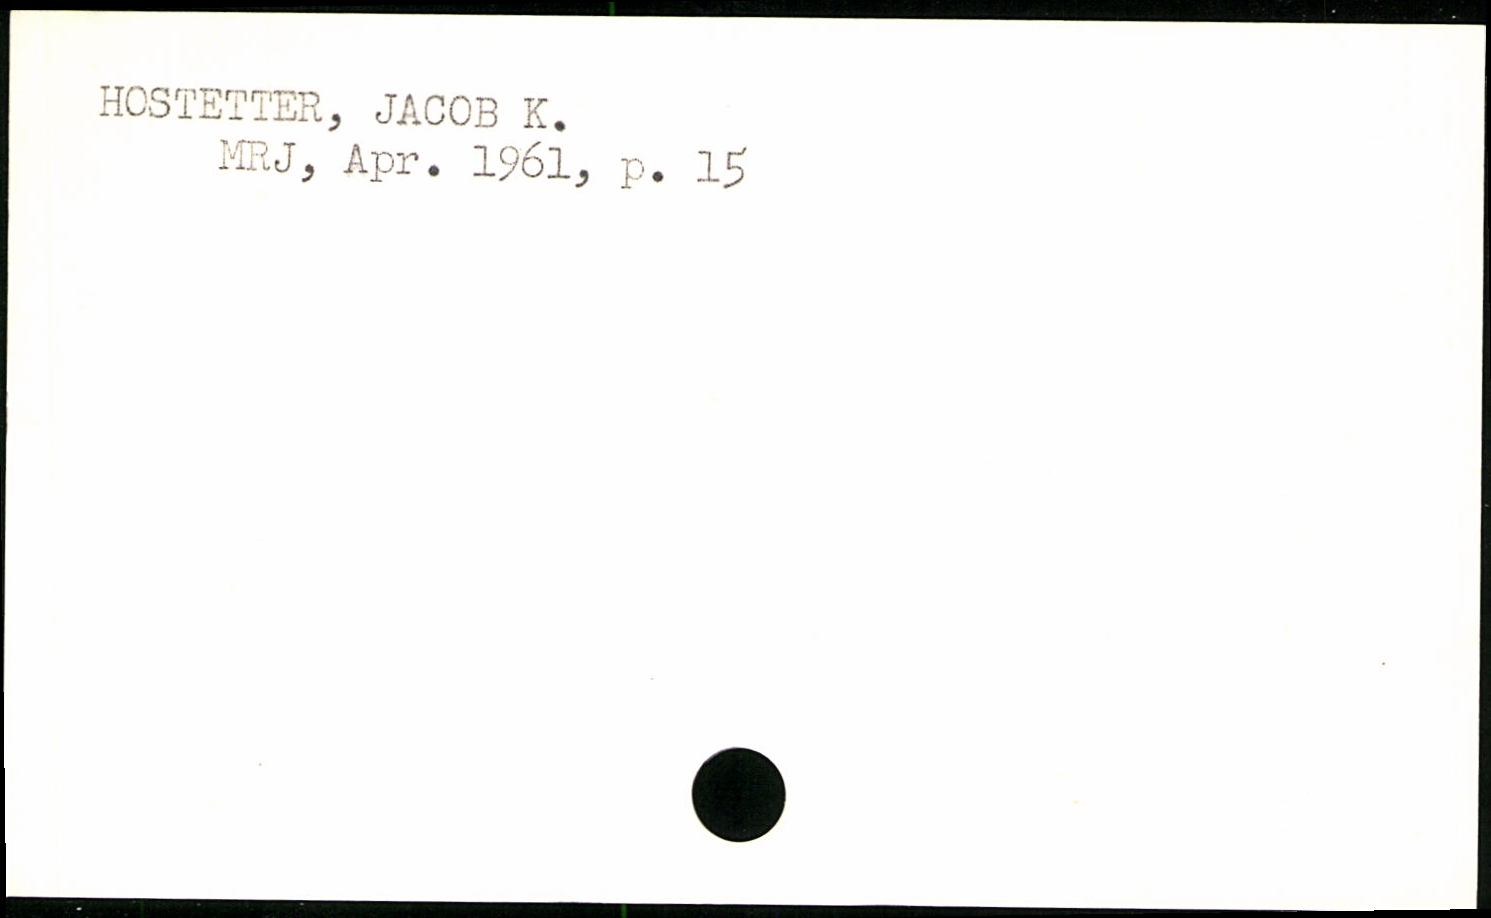 HOSTETTER, JACOB K.
MRJ, Apr. 1961, p. 15